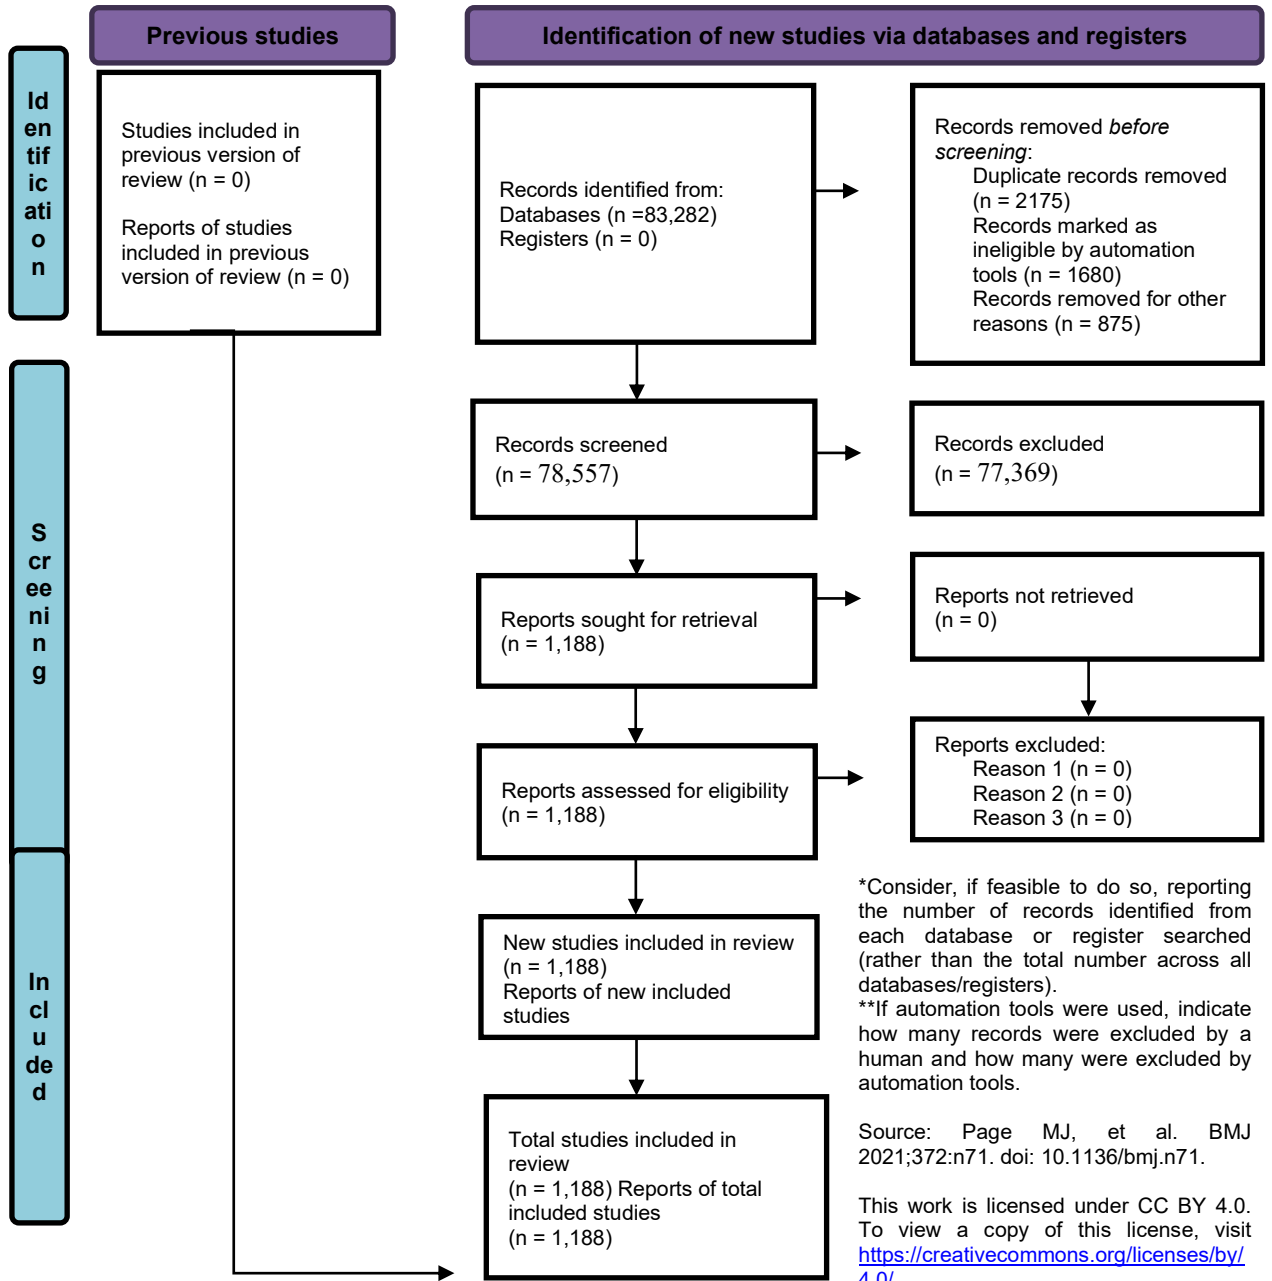 Previous studies
Identification of new studies via databases and registers
Id
en
tif
ic
ati
o
n
Studies included in
previous version of
review (n = 0)
Reports of studies
included in previous
version of review (n = 0)
Records identified from:
Databases (n =83,282)
Registers (n = 0)
Records removed before
screening:
Duplicate records removed
(n = 2175)
Records marked as
ineligible by automation
tools (n = 1680)
Records removed for other
reasons (n = 875)
S
cr
ee
ni
n
g
Records screened
(n = 78,557)
Records excluded
(n = 77,369)
Reports sought for retrieval
(n = 1,188)
Reports not retrieved
(n = 0)
Reports assessed for eligibility
(n = 1,188)
Reports excluded:
Reason 1 (n = 0)
Reason 2 (n = 0)
Reason 3 (n = 0)
In
cl
u
de
d
New studies included in review
(n = 1,188)
Reports of new included
studies
Total studies included in
review
(n = 1,188) Reports of total
included studies
(n = 1,188)
*Consider, if feasible to do so, reporting
the number of records identified from
each database or register searched
(rather than the total number across all
databases/registers).
**If automation tools were used, indicate
how many records were excluded by a
human and how many were excluded by
automation tools.
Source: Page MJ, et al. BMJ
2021;372:n71. doi: 10.1136/bmj.n71.
This work is licensed under CC BY 4.0.
To view a copy of this license, visit
https://creativecommons.org/licenses/by/
4.0/